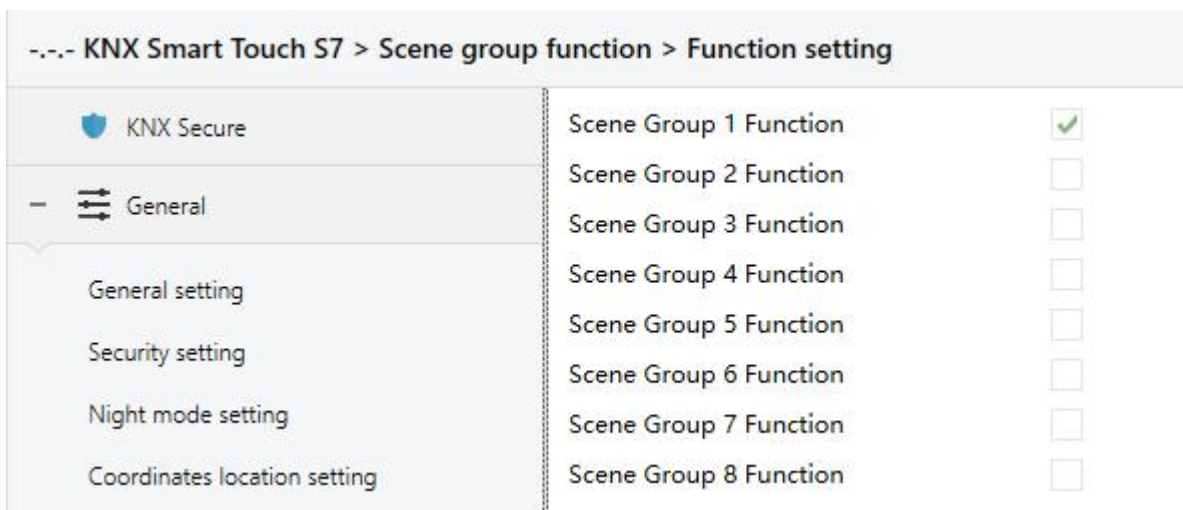 -.-.- KNX Smart Touch S7 > Scene group function > Function setting
KNX Secure
General
General setting
Security setting
Night mode setting
Coordinates location setting
Scene Group 1 Function
Scene Group 2 Function
Scene Group 3 Function
Scene Group 4 Function
Scene Group 5 Function
Scene Group 6 Function
Scene Group 7 Function
Scene Group 8 Function